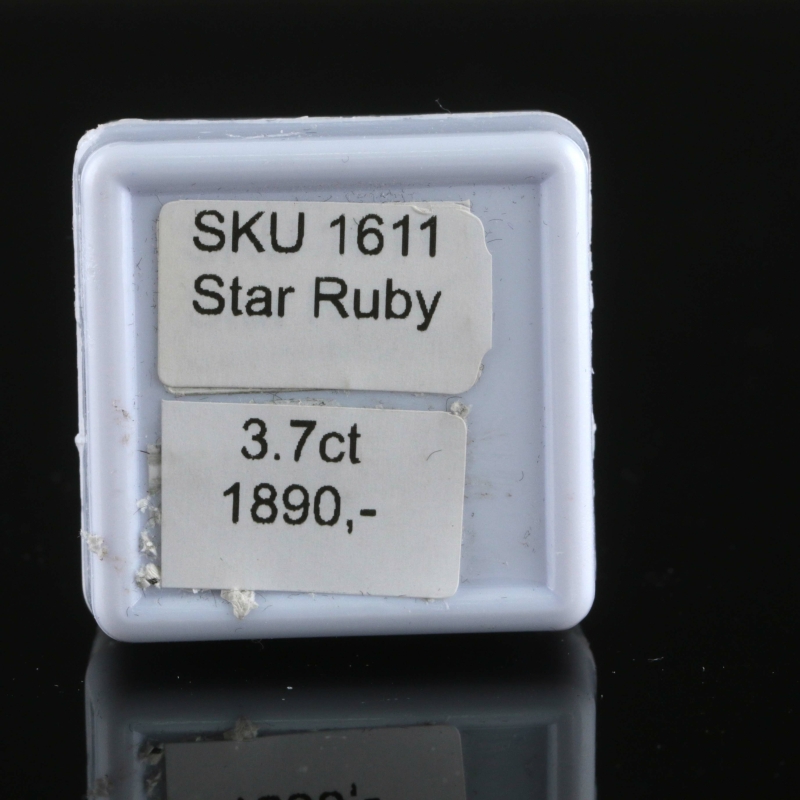 SKU 1611
Star Ruby
3.7ct
1890,-